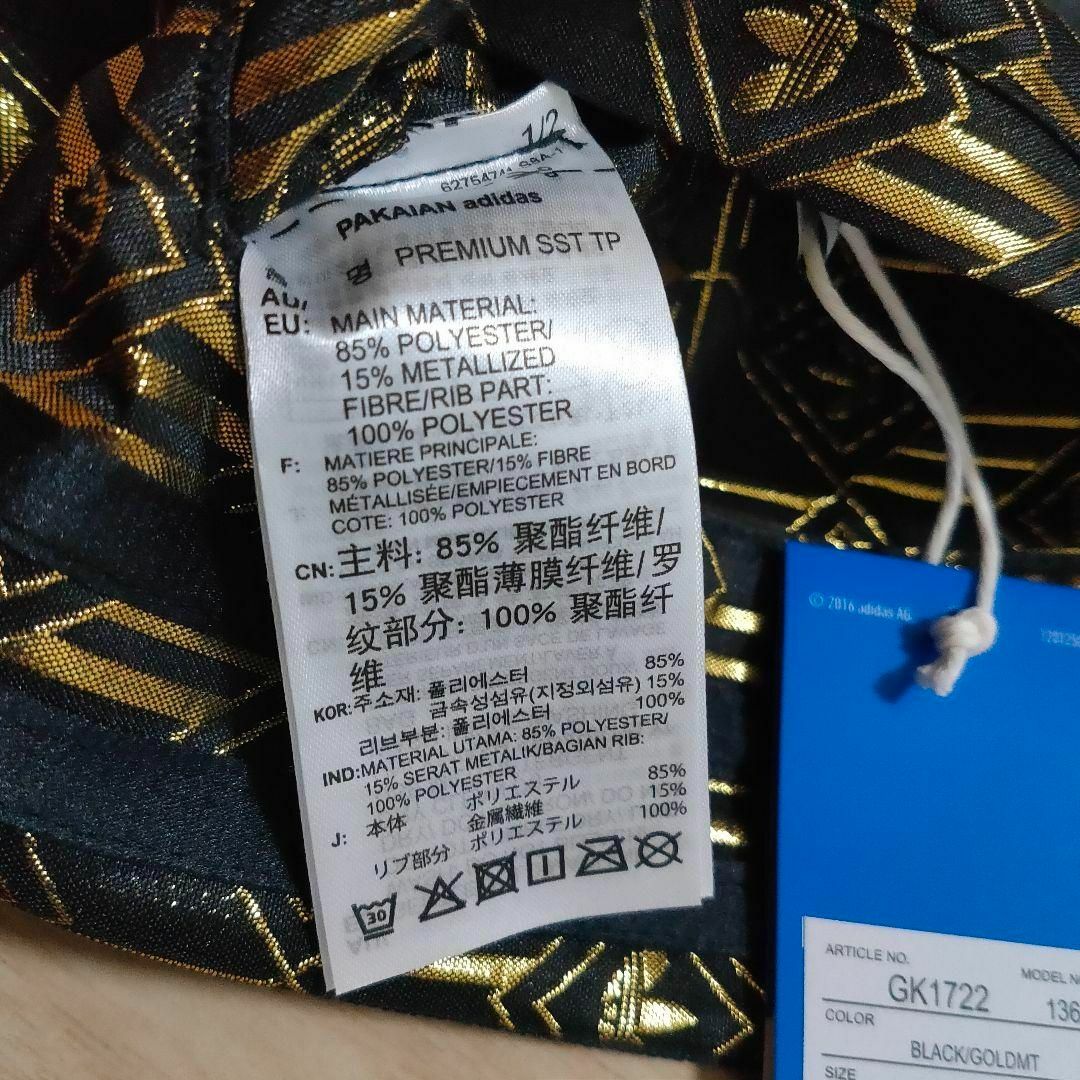 1/2
PAKAIAN adidas
PREMIUM SST TP
AU/
EU: MAIN MATERIAL:
85% POLYESTER/
15% METALLIZED
FIBRE/RIB PART:
100% POLYESTER
F: MATIERE PRINCIPALE:
85% POLYESTER/15% FIBRE
MÉTALLISÉE/EMPIECEMENT EN BORD
COTE: 100% POLYESTER
CN: 主料: 85% 聚酯纤维/
15% 聚酯薄膜纤维/罗
纹部分: 100% 聚酯纤
维
KOR: 주소재: 폴리에스터 85%
금속성섬유(지정외섬유) 15%
리브부분: 폴리에스터 100%
IND: MATERIAL UTAMA: 85% POLYESTER/
15% SERAT METALIK/BAGIAN RIB:
100% POLYESTER
J: 本体 ポリエステル 85%
金属繊維 15%
リブ部分 ポリエステル 100%
30
© 2016 adidas AG
ARTICLE NO.
GK1722
MODEL
136
COLOR
BLACK/GOLDMT
SIZE